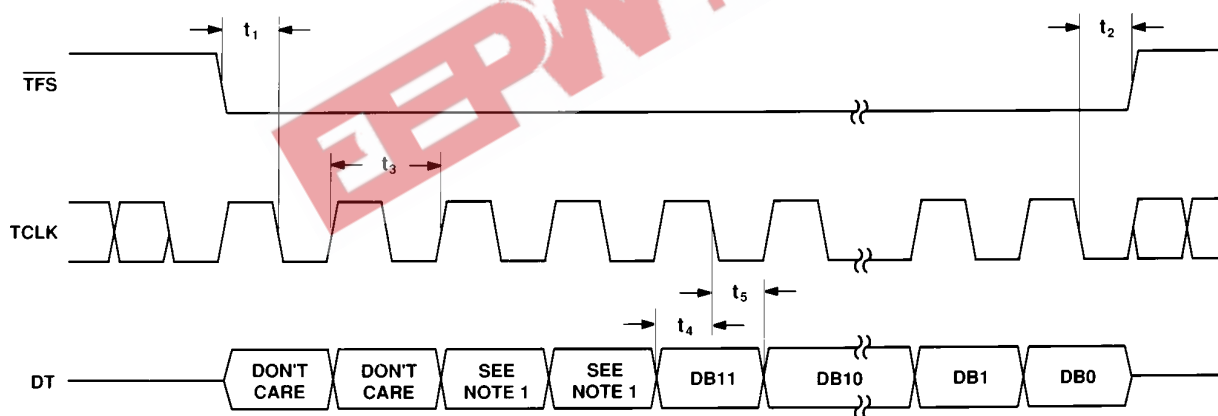 t1
t2
TFS
EEPW
t3
TCLK
t5
t4
DT
DON'T
CARE
DON'T
CARE
SEE
NOTE 1
SEE
NOTE 1
DB11
DB10
DB1
DB0